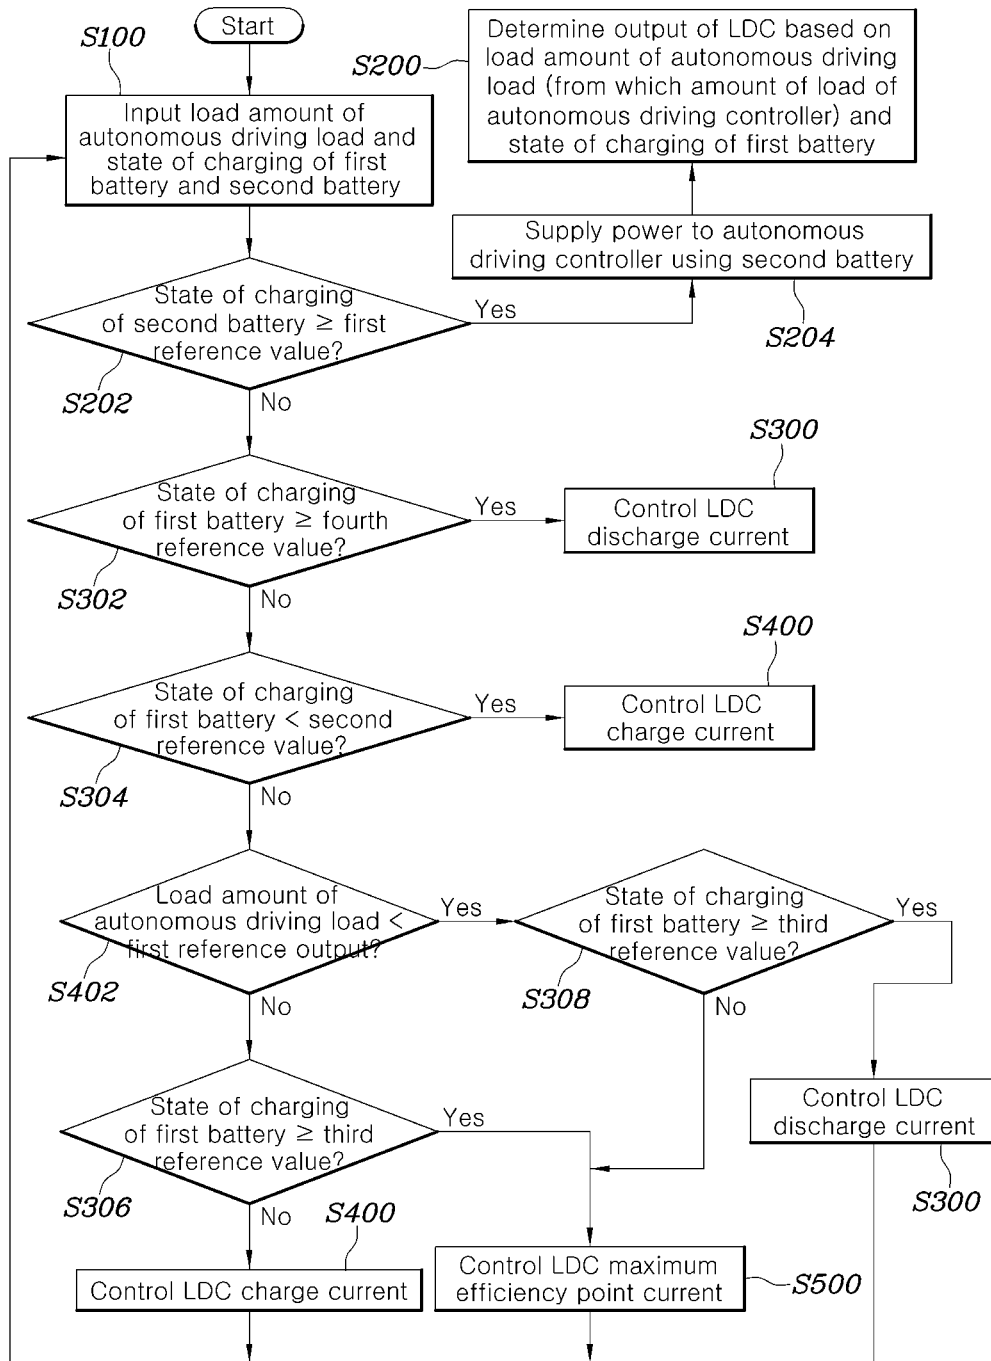 Start
S100
Input load amount of
autonomous driving load and
state of charging of first
battery and second battery
S200
Determine output of LDC based on
load amount of autonomous driving
load (from which amount of load of
autonomous driving controller) and
state of charging of first battery
Supply power to autonomous
driving controller using second battery
S204
State of charging
of second battery ≥ first
reference value?
Yes
S202
No
State of charging
of first battery ≥ fourth
reference value?
Yes
S300
Control LDC
discharge current
S302
No
State of charging
of first battery < second
reference value?
Yes
S400
Control LDC
charge current
S304
No
Load amount of
autonomous driving load <
first reference output?
Yes
S402
No
State of charging
of first battery ≥ third
reference value?
Yes
S308
No
State of charging
of first battery ≥ third
reference value?
Yes
S306
No
Control LDC
discharge current
S300
S400
Control LDC charge current
Control LDC maximum
efficiency point current
S500